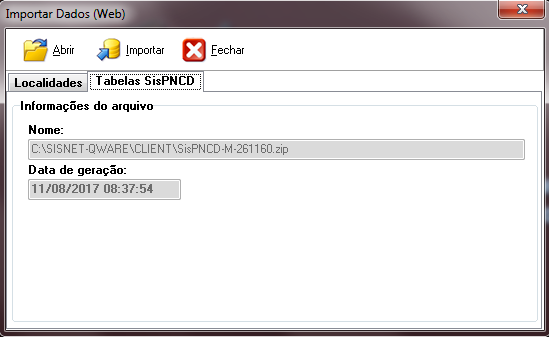 Importar Dados (Web)
Abrir Importar Fechar
Localidades Tabelas SisPNCD
Informações do arquivo
Nome:
C:\SISNET-QWARE\CLIENT\SisPNCD-M-261160.zip
Data de geração:
11/08/2017 08:37:54